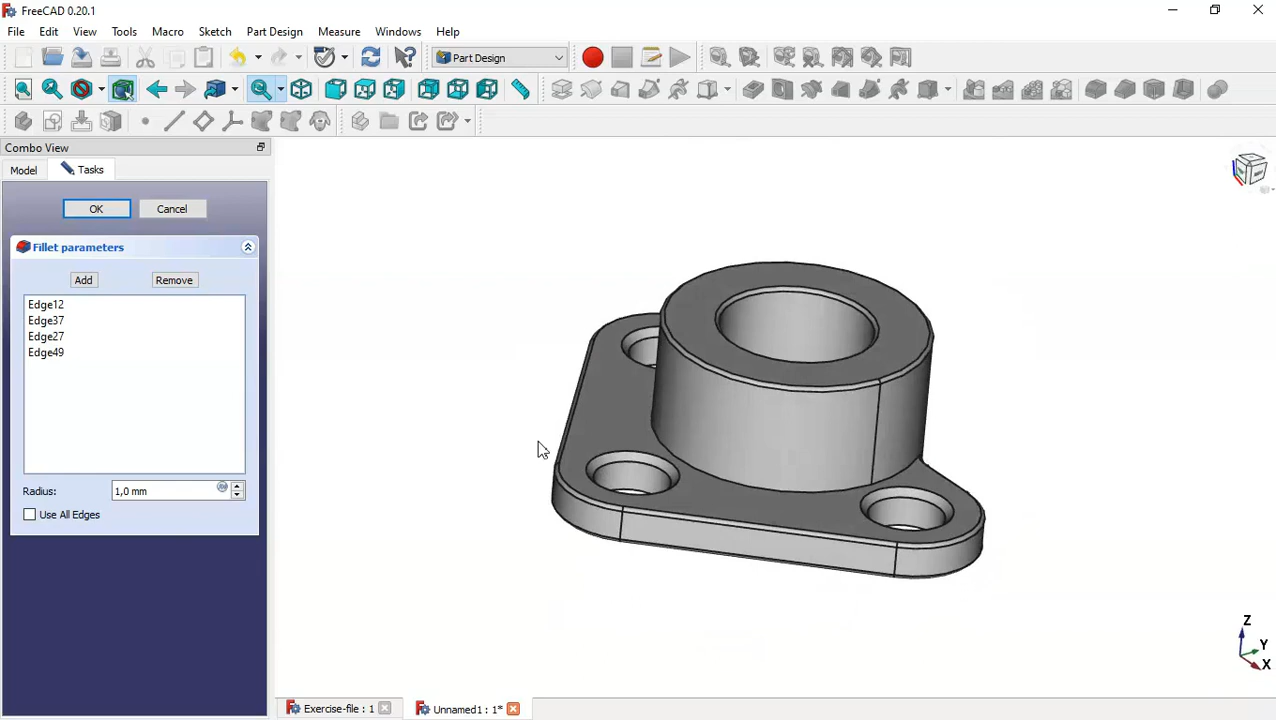 FreeCAD 0.20.1
File Edit View Tools Macro Sketch Part Design Measure Windows Help
Part Design
Combo View
Model Tasks
OK Cancel
Fillet parameters
Add Remove
Edge12
Edge37
Edge27
Edge49
Radius: 1,0 mm
Use All Edges
Z
Y
X
Exercise-file : 1 Unnamed1 : 1*